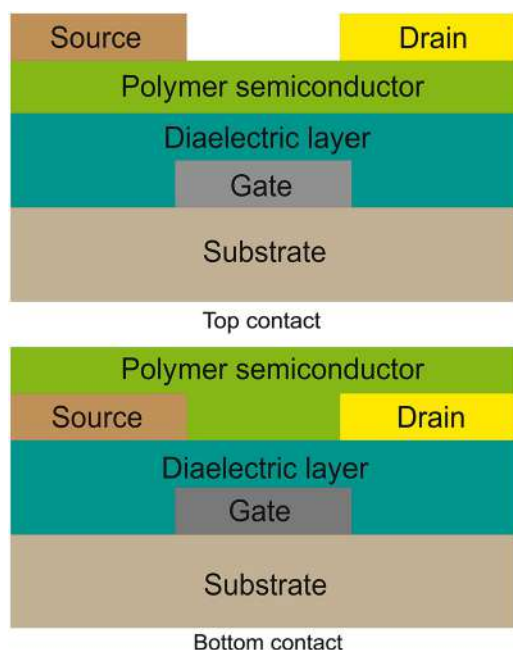 Source Drain
Polymer semiconductor
Diaelectric layer
Gate
Substrate
Top contact
Polymer semiconductor
Source Drain
Diaelectric layer
Gate
Substrate
Bottom contact